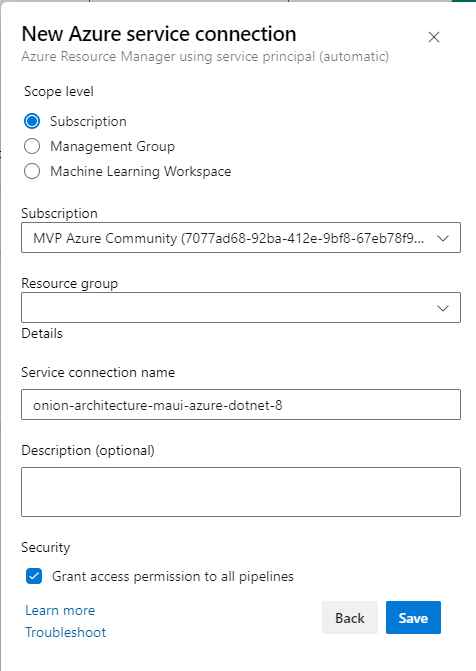 New Azure service connection
Azure Resource Manager using service principal (automatic)
Scope level
Subscription
Management Group
Machine Learning Workspace
Subscription
MVP Azure Community (7077ad68-92ba-412e-9bf8-67eb78f9...
Resource group
Details
Service connection name
onion-architecture-maui-azure-dotnet-8
Description (optional)
Security
Grant access permission to all pipelines
Learn more
Troubleshoot
Back
Save